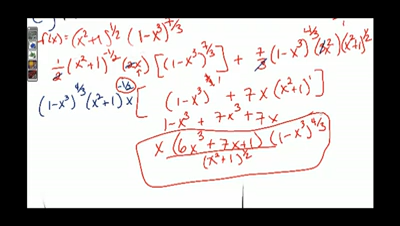 f(x) = (x²+1)^1/2 (1-x³)^7/3
1/2 (x²+1)^-1/2 (2x) [(1-x³)^7/3] + 7/3 (1-x³)^4/3 (3x²)(x²+1)^1/2
(1-x³)^4/3 (x²+1)^-1/2 x [ (1-x³)^1 + 7x (x²+1)^1 ]
1-x³ + 7x³ + 7x
x (6x³ + 7x+1) (1-x³)^4/3
(x²+1)^1/2